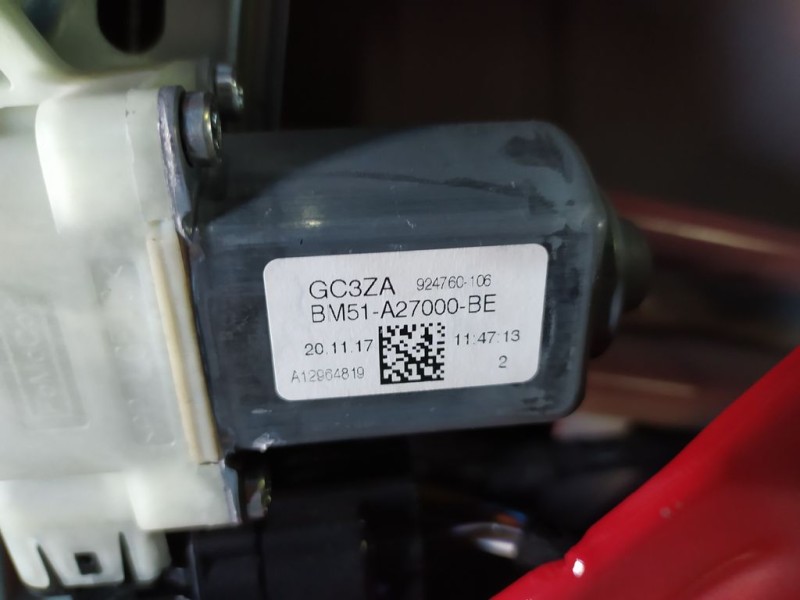 GC3ZA 924760-106
BM51-A27000-BE
20.11.17 11:47:13
A12964819 2